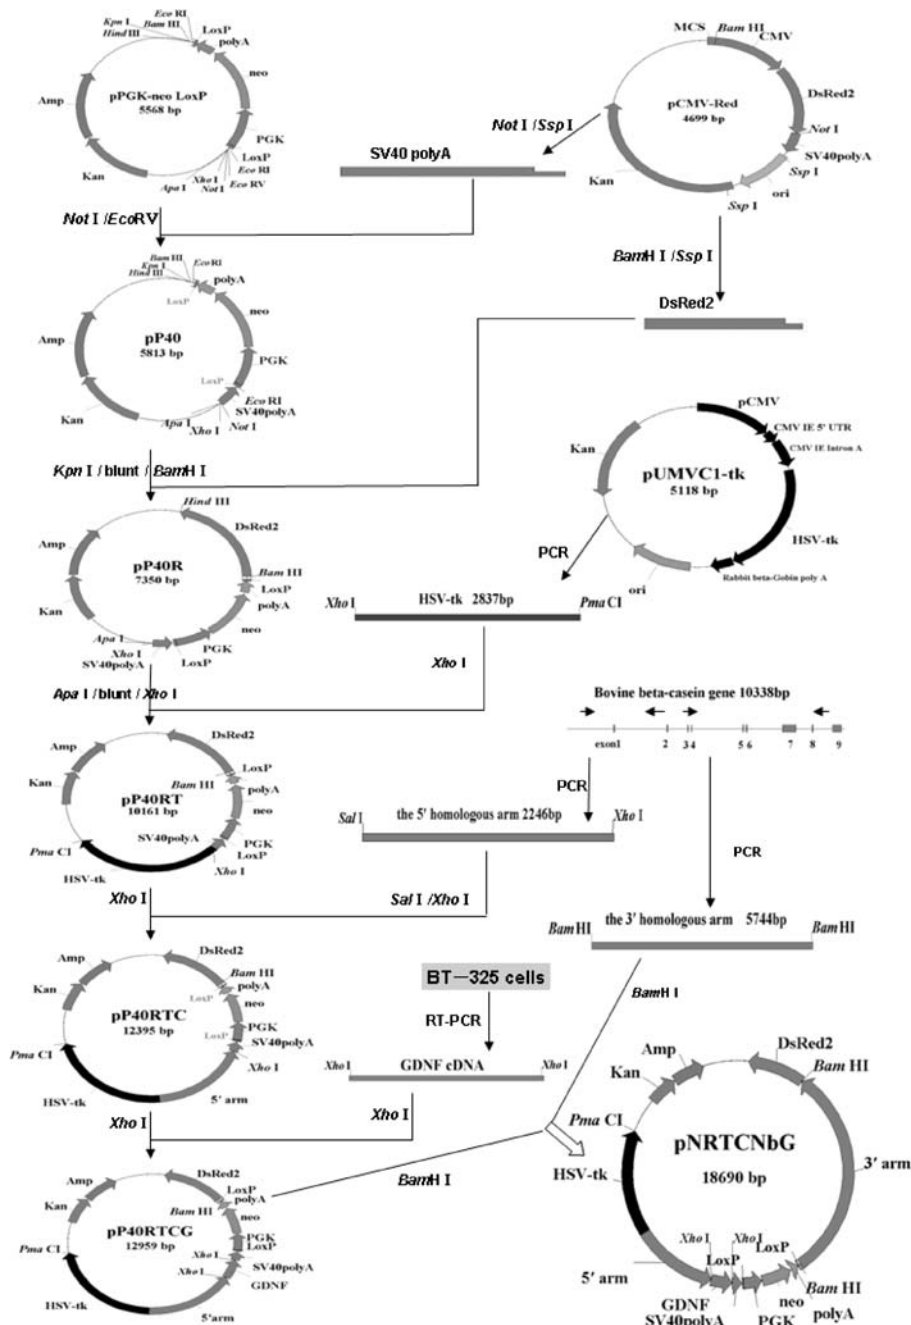 Eco RI
Kpn I
Bam HI
LoxP
Hind III
polyA
neo
pPGK-neo LoxP
5568 bp
Amp
PGK
LoxP
Eco RI
Xho I
Eco RV
Apa I
Not I
Kan
MCS
Bam HI
CMV
DsRed2
pCMV-Red
4699 bp
Not I
SV40polyA
Ssp I
ori
Ssp I
Kan
Not I /Ssp I
SV40 polyA
Not I /EcoRV
BamH I /Ssp I
DsRed2
Bam HI
Eco RI
Kpn I
Hind III
polyA
LoxP
neo
Amp
pP40
5813 bp
PGK
LoxP
Eco RI
SV40polyA
Kan
Apa I
Xho I
Not I
Kpn I / blunt / BamH I
pCMV
CMV IE 5' UTR
CMV IE Intron A
Kan
pUMVC1-tk
5118 bp
HSV-tk
Rabbit beta-Gobin poly A
ori
PCR
Hind III
DsRed2
Amp
pP40R
7350 bp
Bam HI
LoxP
polyA
Kan
neo
Apa I
Xho I
PGK
SV40polyA
LoxP
Xho I
HSV-tk 2837bp
Pma CI
Xho I
Apa I / blunt / Xho I
Bovine beta-casein gene 10338bp
exon1 2 34 56 7 8 9
PCR
PCR
DsRed2
Amp
LoxP
Bam HI
Kan
polyA
pP40RT
10161 bp
neo
SV40polyA
PGK
Pma CI
LoxP
HSV-tk
Xho I
Sal I
the 5' homologous arm 2246bp
Xho I
Xho I
Sal I /Xho I
Bam HI
the 3' homologous arm 5744bp
Bam HI
BamH I
DsRed2
Amp
Bam HI
polyA
LoxP
Kan
neo
pP40RTC
12395 bp
PGK
LoxP
SV40polyA
Pma CI
Xho I
HSV-tk
5' arm
BT－325 cells
RT-PCR
Xho I
GDNF cDNA
Xho I
Xho I
Xho I
BamH I
DsRed2
Amp
LoxP
polyA
Bam HI
Kan
neo
pP40RTCG
12959 bp
PGK
LoxP
Pma CI
Xho I
SV40polyA
Xho I
GDNF
HSV-tk
5'arm
DsRed2
Amp
Bam HI
Kan
Pma CI
pNRTCNbG
18690 bp
HSV-tk
3' arm
Xho I
Xho I
LoxP
LoxP
5' arm
Bam HI
GDNF
neo
polyA
SV40polyA
PGK